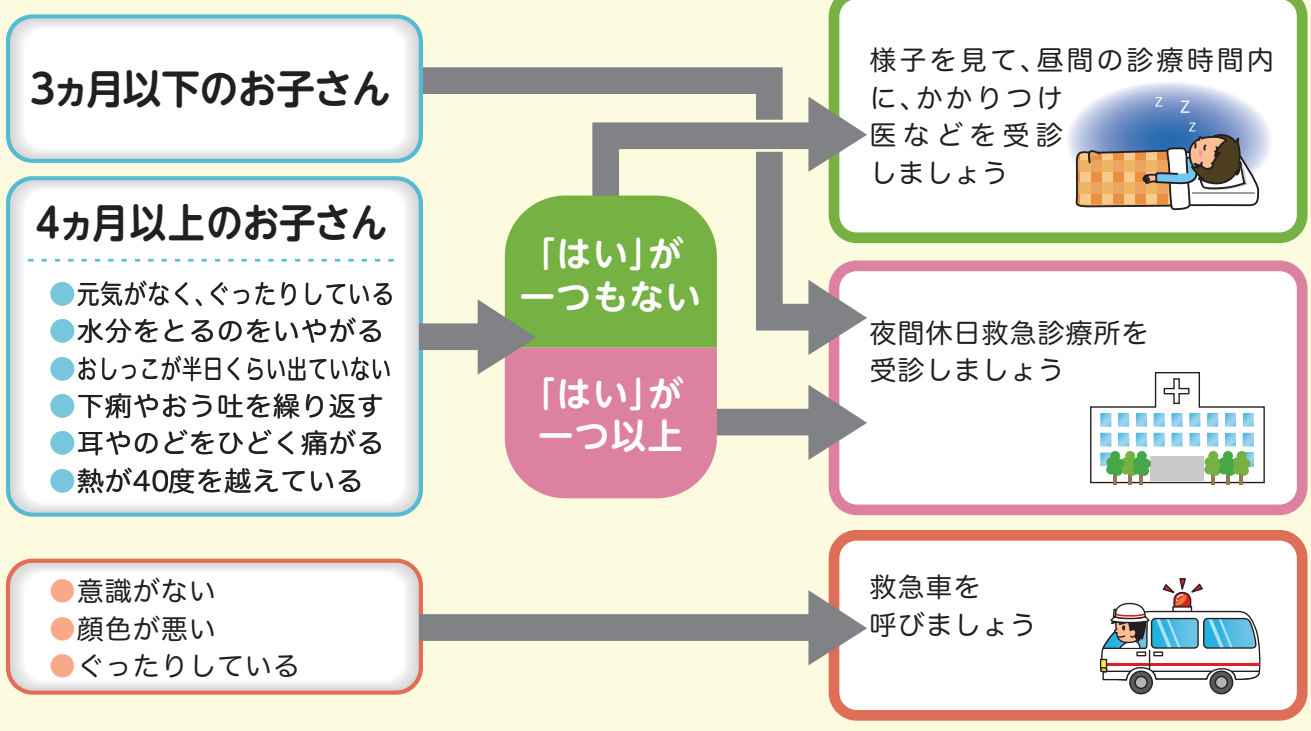 3ヵ月以下のお子さん
4ヵ月以上のお子さん
●元気がなく、ぐったりしている
●水分をとるのをいやがる
●おしっこが半日くらい出ていない
●下痢やおう吐を繰り返す
●耳やのどをひどく痛がる
●熱が40度を越えている
●意識がない
●顔色が悪い
●ぐったりしている
「はい」が
一つもない
「はい」が
一つ以上
様子を見て、昼間の診療時間内
に、かかりつけ
医などを受診
しましょう
z Z z
夜間休日救急診療所を
受診しましょう
救急車を
呼びましょう